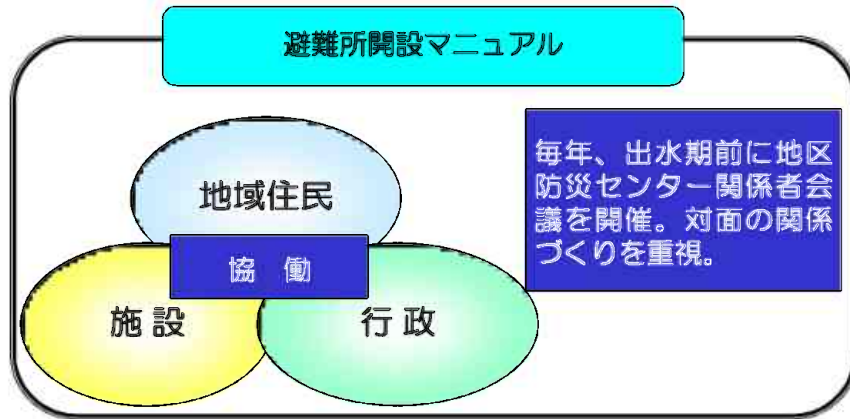 避難所開設マニュアル
地域住民
協 働
施 設
行 政
毎年、出水期前に地区
防災センター関係者会
議を開催。対面の関係
づくりを重視。